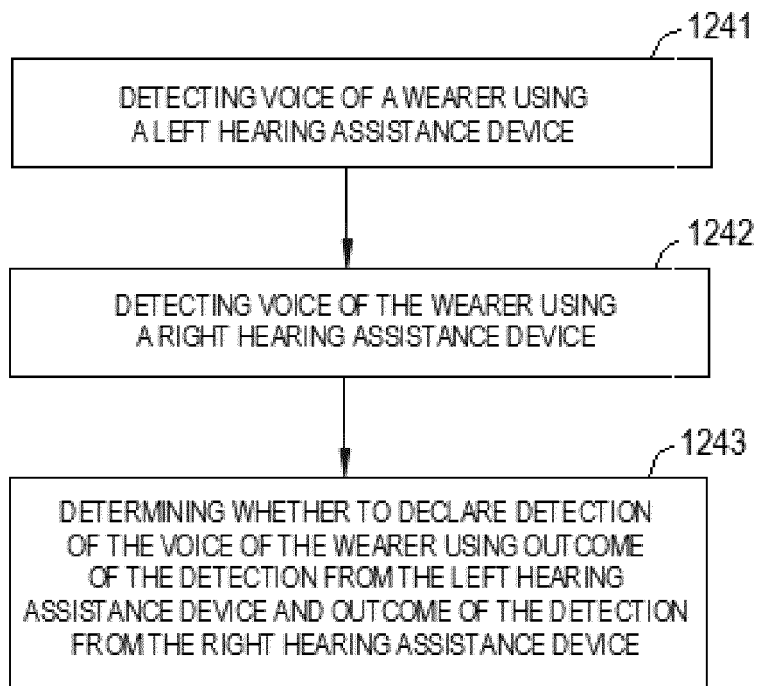 1241
DETECTING VOICE OF A WEARER USING
A LEFT HEARING ASSISTANCE DEVICE
1242
DETECTING VOICE OF THE WEARER USING
A RIGHT HEARING ASSISTANCE DEVICE
1243
DETERMINING WHETHER TO DECLARE DETECTION
OF THE VOICE OF THE WEARER USING OUTCOME
OF THE DETECTION FROM THE LEFT HEARING
ASSISTANCE DEVICE AND OUTCOME OF THE DETECTION
FROM THE RIGHT HEARING ASSISTANCE DEVICE